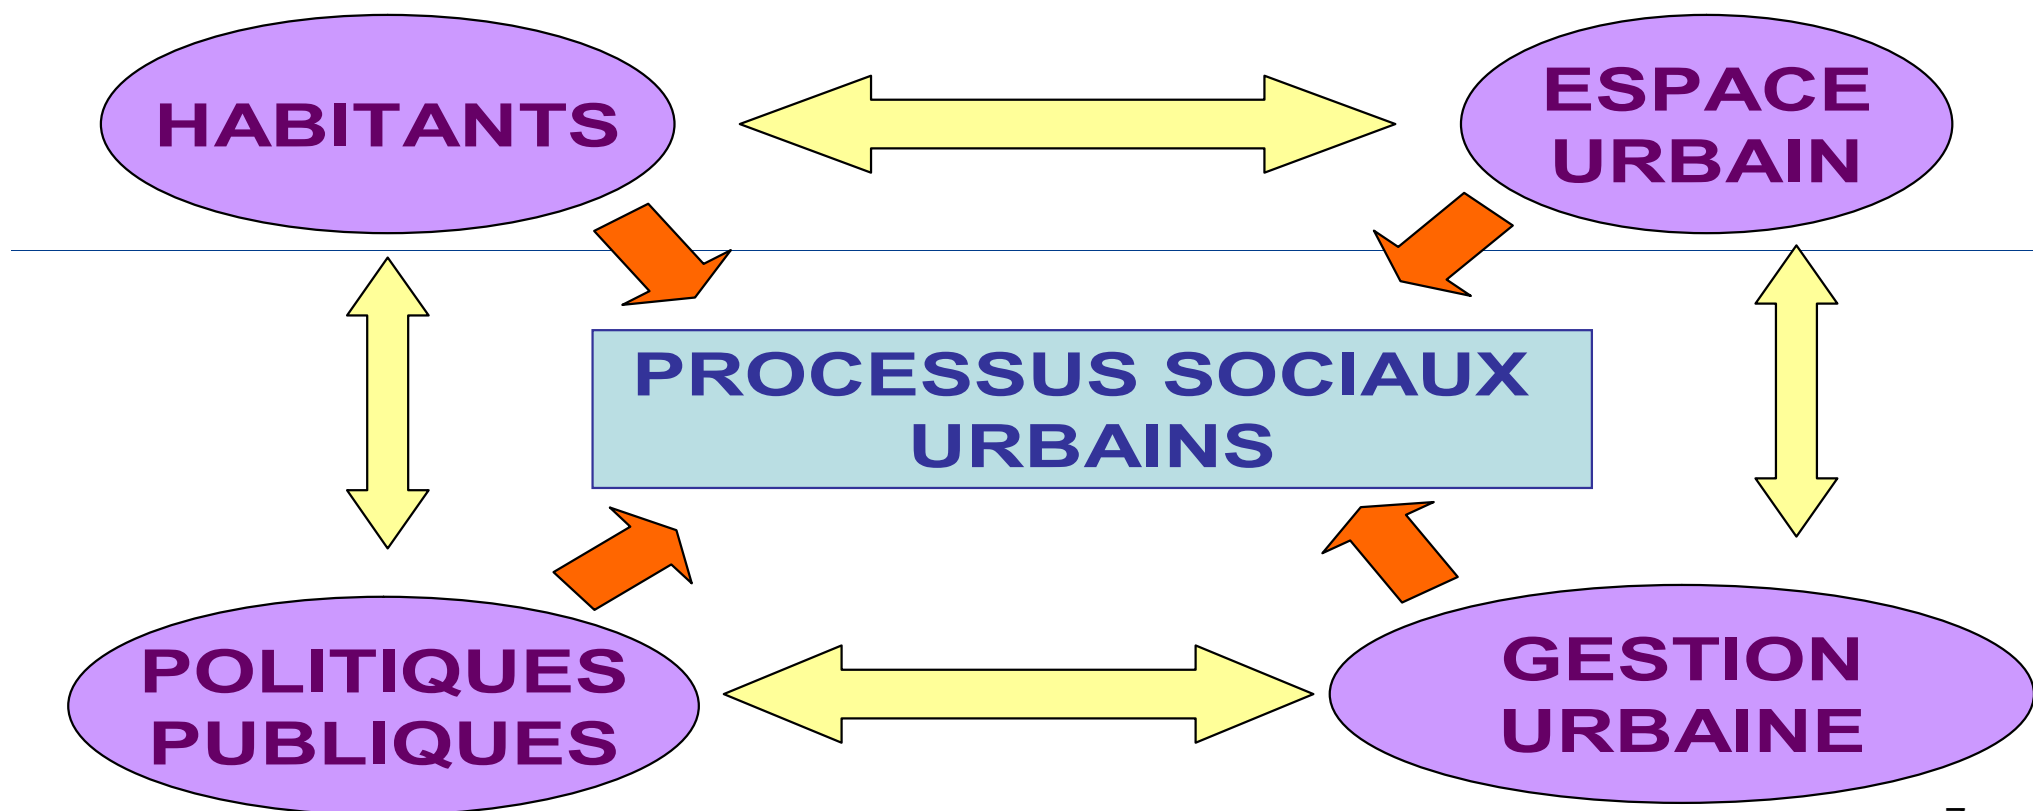 HABITANTS
ESPACE
URBAIN
PROCESSUS SOCIAUX
URBAINS
POLITIQUES
PUBLIQUES
GESTION
URBAINE